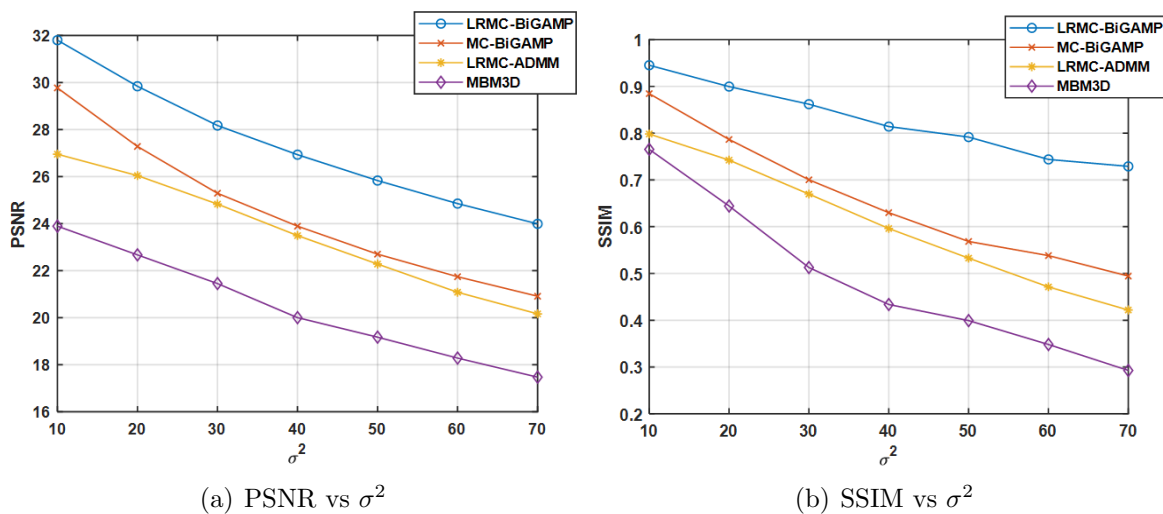 LRMC-BiGAMP
MC-BiGAMP
LRMC-ADMM
MBM3D
32
30
28
26
24
22
20
18
16
PSNR
10 20 30 40 50 60 70
σ²
(a) PSNR vs σ²
LRMC-BiGAMP
MC-BiGAMP
LRMC-ADMM
MBM3D
1
0.9
0.8
0.7
0.6
0.5
0.4
0.3
0.2
SSIM
10 20 30 40 50 60 70
σ²
(b) SSIM vs σ²